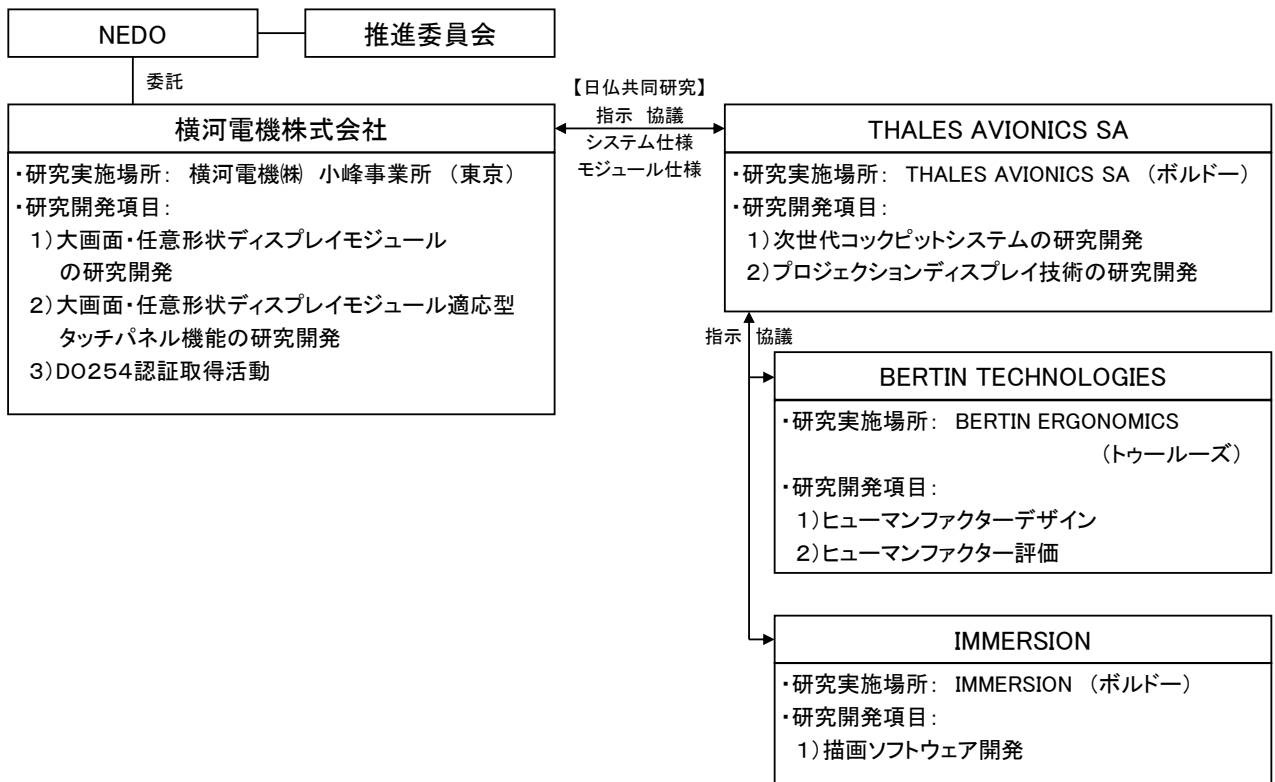 NEDO
推進委員会
委託
横河電機株式会社
・研究実施場所： 横河電機㈱ 小峰事業所 （東京）
・研究開発項目：
1）大画面・任意形状ディスプレイモジュール
の研究開発
2）大画面・任意形状ディスプレイモジュール適応型
タッチパネル機能の研究開発
3）DO254認証取得活動
【日仏共同研究】
指示 協議
システム仕様
モジュール仕様
THALES AVIONICS SA
・研究実施場所： THALES AVIONICS SA （ボルドー）
・研究開発項目：
1）次世代コックピットシステムの研究開発
2）プロジェクションディスプレイ技術の研究開発
指示 協議
BERTIN TECHNOLOGIES
・研究実施場所： BERTIN ERGONOMICS
（トゥールーズ）
・研究開発項目：
1）ヒューマンファクターデザイン
2）ヒューマンファクター評価
IMMERSION
・研究実施場所： IMMERSION （ボルドー）
・研究開発項目：
1）描画ソフトウェア開発